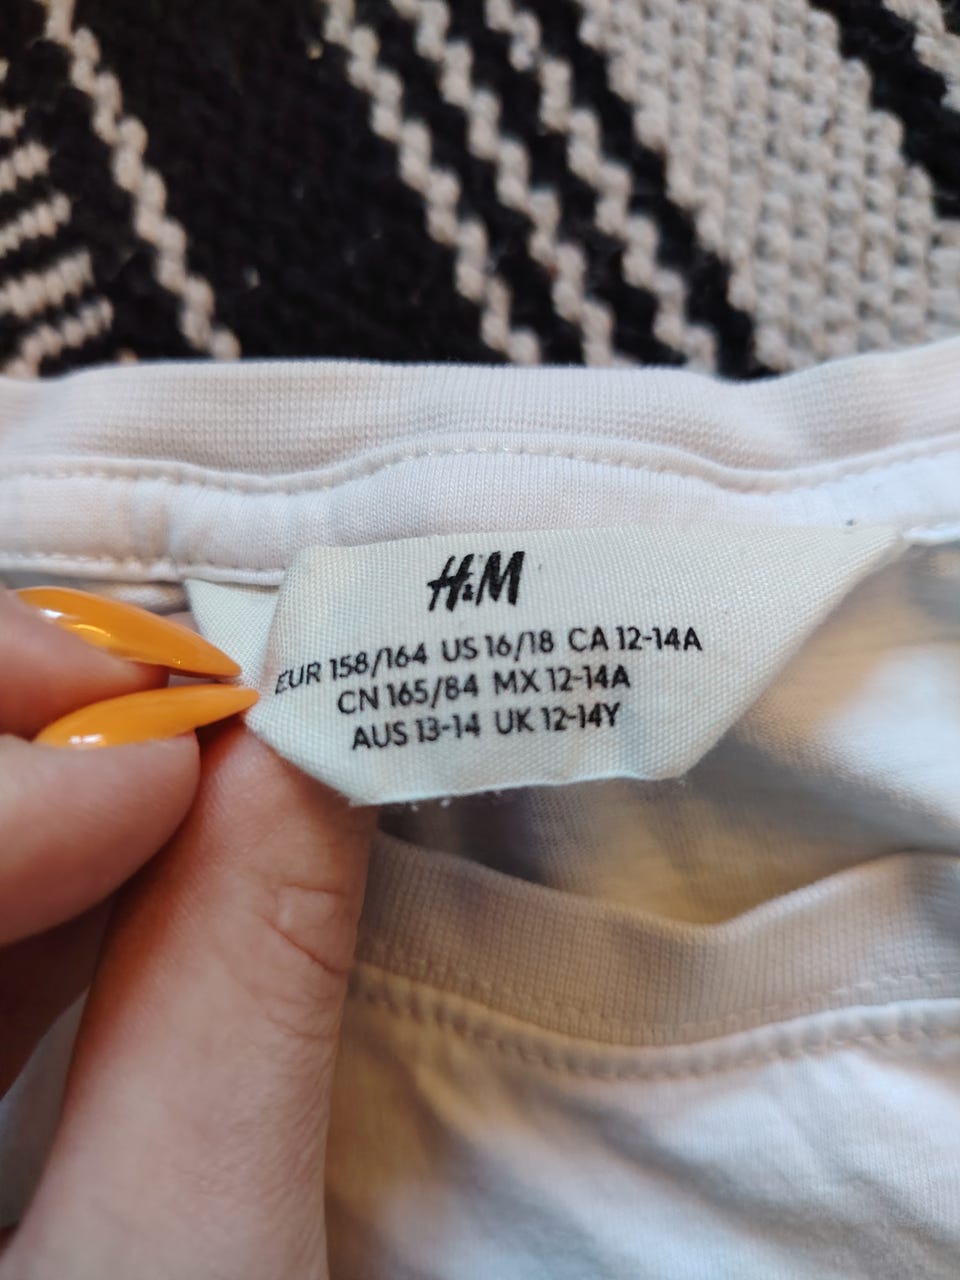 H&M
EUR 158/164 US 16/18 CA 12-14A
CN 165/84 MX 12-14A
AUS 13-14 UK 12-14Y